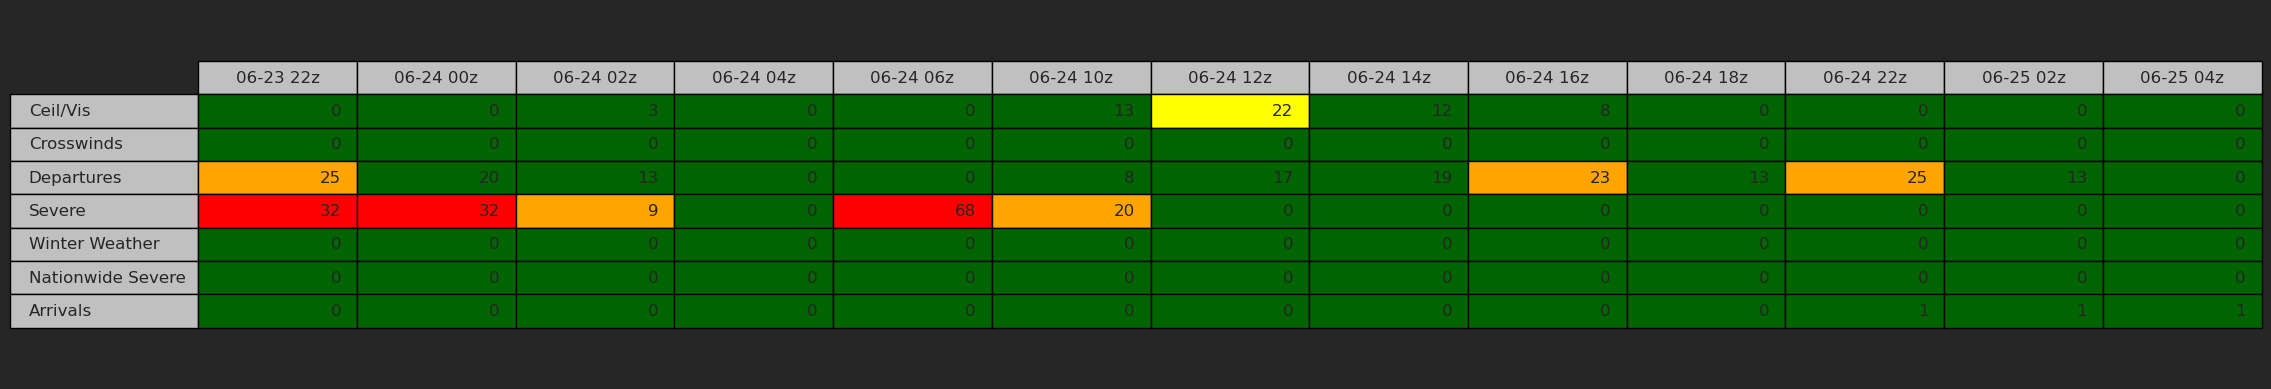 06-23 22z 06-24 00z 06-24 02z 06-24 04z 06-24 06z 06-24 10z 06-24 12z 06-24 14z 06-24 16z 06-24 18z 06-24 22z 06-25 02z 06-25 04z
Ceil/Vis 0 0 3 0 0 13 22 12 8 0 0 0 0
Crosswinds 0 0 0 0 0 0 0 0 0 0 0 0 0
Departures 25 20 13 0 0 8 17 19 23 13 25 13 0
Severe 32 32 9 0 68 20 0 0 0 0 0 0 0
Winter Weather 0 0 0 0 0 0 0 0 0 0 0 0 0
Nationwide Severe 0 0 0 0 0 0 0 0 0 0 0 0 0
Arrivals 0 0 0 0 0 0 0 0 0 0 1 1 1